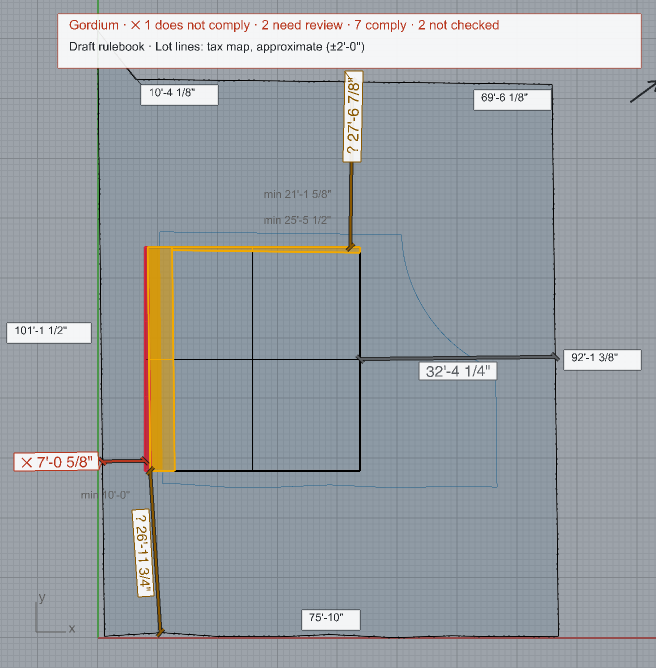 Gordium · × 1 does not comply · 2 need review · 7 comply · 2 not checked
Draft rulebook · Lot lines: tax map, approximate (±2'-0")
10'-4 1/8"
69'-6 1/8"
? 27'-6 7/8"
min 21'-1 5/8"
min 25'-5 1/2"
101'-1 1/2"
92'-1 3/8"
32'-4 1/4"
× 7'-0 5/8"
min 10'-0"
? 26'-11 3/4"
75'-10"
y
x